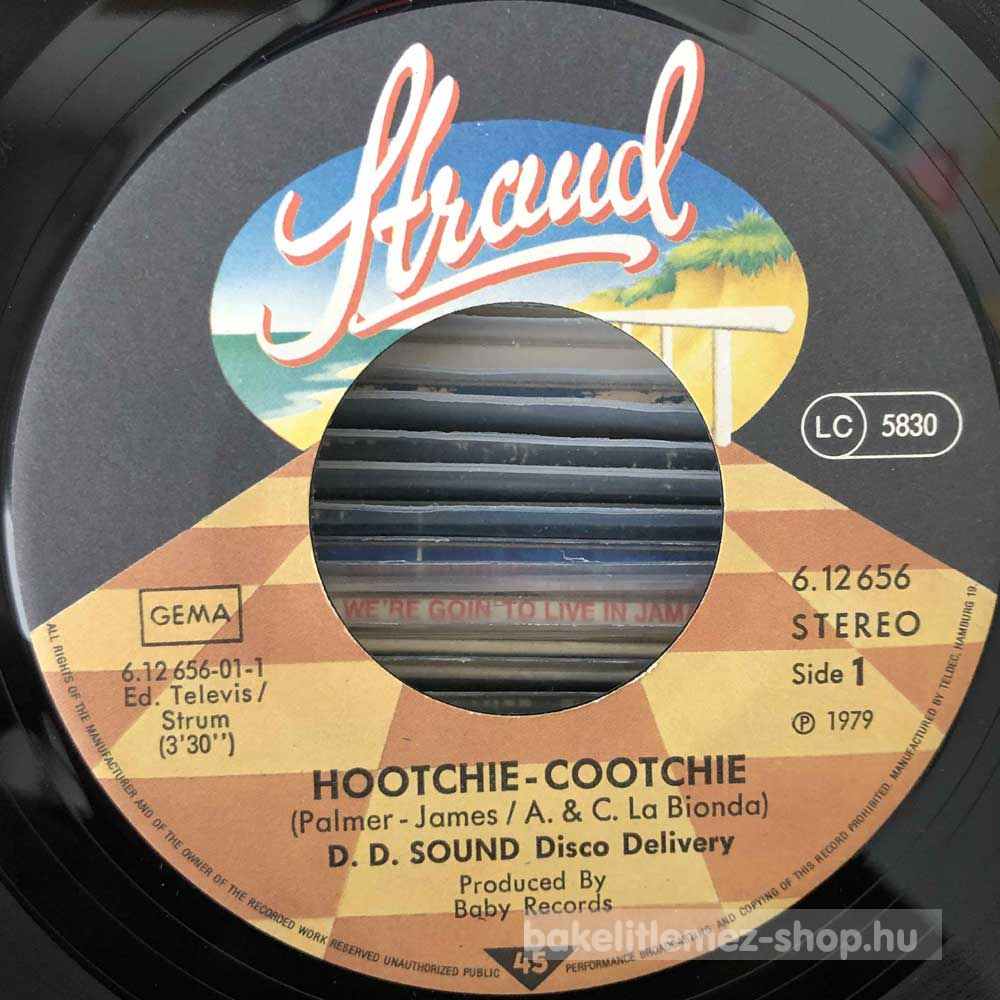 Strand
LC 5830
WE'RE GOIN' TO LIVE IN JAM
GEMA
6.12 656-01-1
Ed. Televis/
Strum
(3'30'')
6.12 656
STEREO
Side 1
℗ 1979
HOOTCHIE-COOTCHIE
(Palmer-James / A. & C. La Bionda)
D. D. SOUND Disco Delivery
Produced By
Baby Records
45
ALL RIGHTS OF THE MANUFACTURER AND OF THE OWNER OF THE RECORDED WORK RESERVED UNAUTHORIZED PUBLIC PERFORMANCE BROADCASTING AND COPYING OF THIS RECORD PROHIBITED. MANUFACTURED BY TELDEC, HAMBURG 19.
bakelitlemez-shop.hu